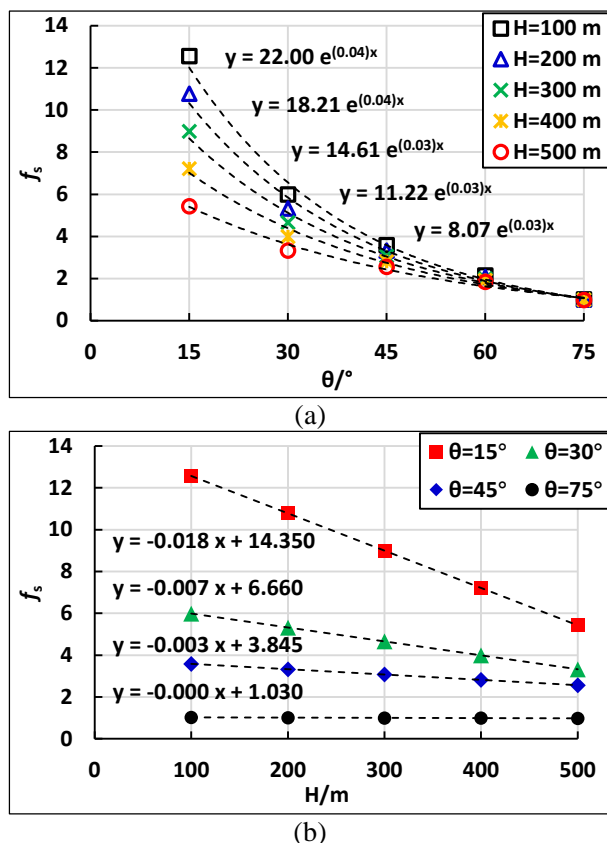 14
12
10
8
6
4
2
0
fs
y = 22.00 e(0.04)x
y = 18.21 e(0.04)x
y = 14.61 e(0.03)x
y = 11.22 e(0.03)x
y = 8.07 e(0.03)x
H=100 m
H=200 m
H=300 m
H=400 m
H=500 m
0 15 30 45 60 75
θ/°
(a)
14
12
10
8
6
4
2
0
fs
θ=15° θ=30°
θ=45° θ=75°
y = -0.018 x + 14.350
y = -0.007 x + 6.660
y = -0.003 x + 3.845
y = -0.000 x + 1.030
0 100 200 300 400 500
H/m
(b)